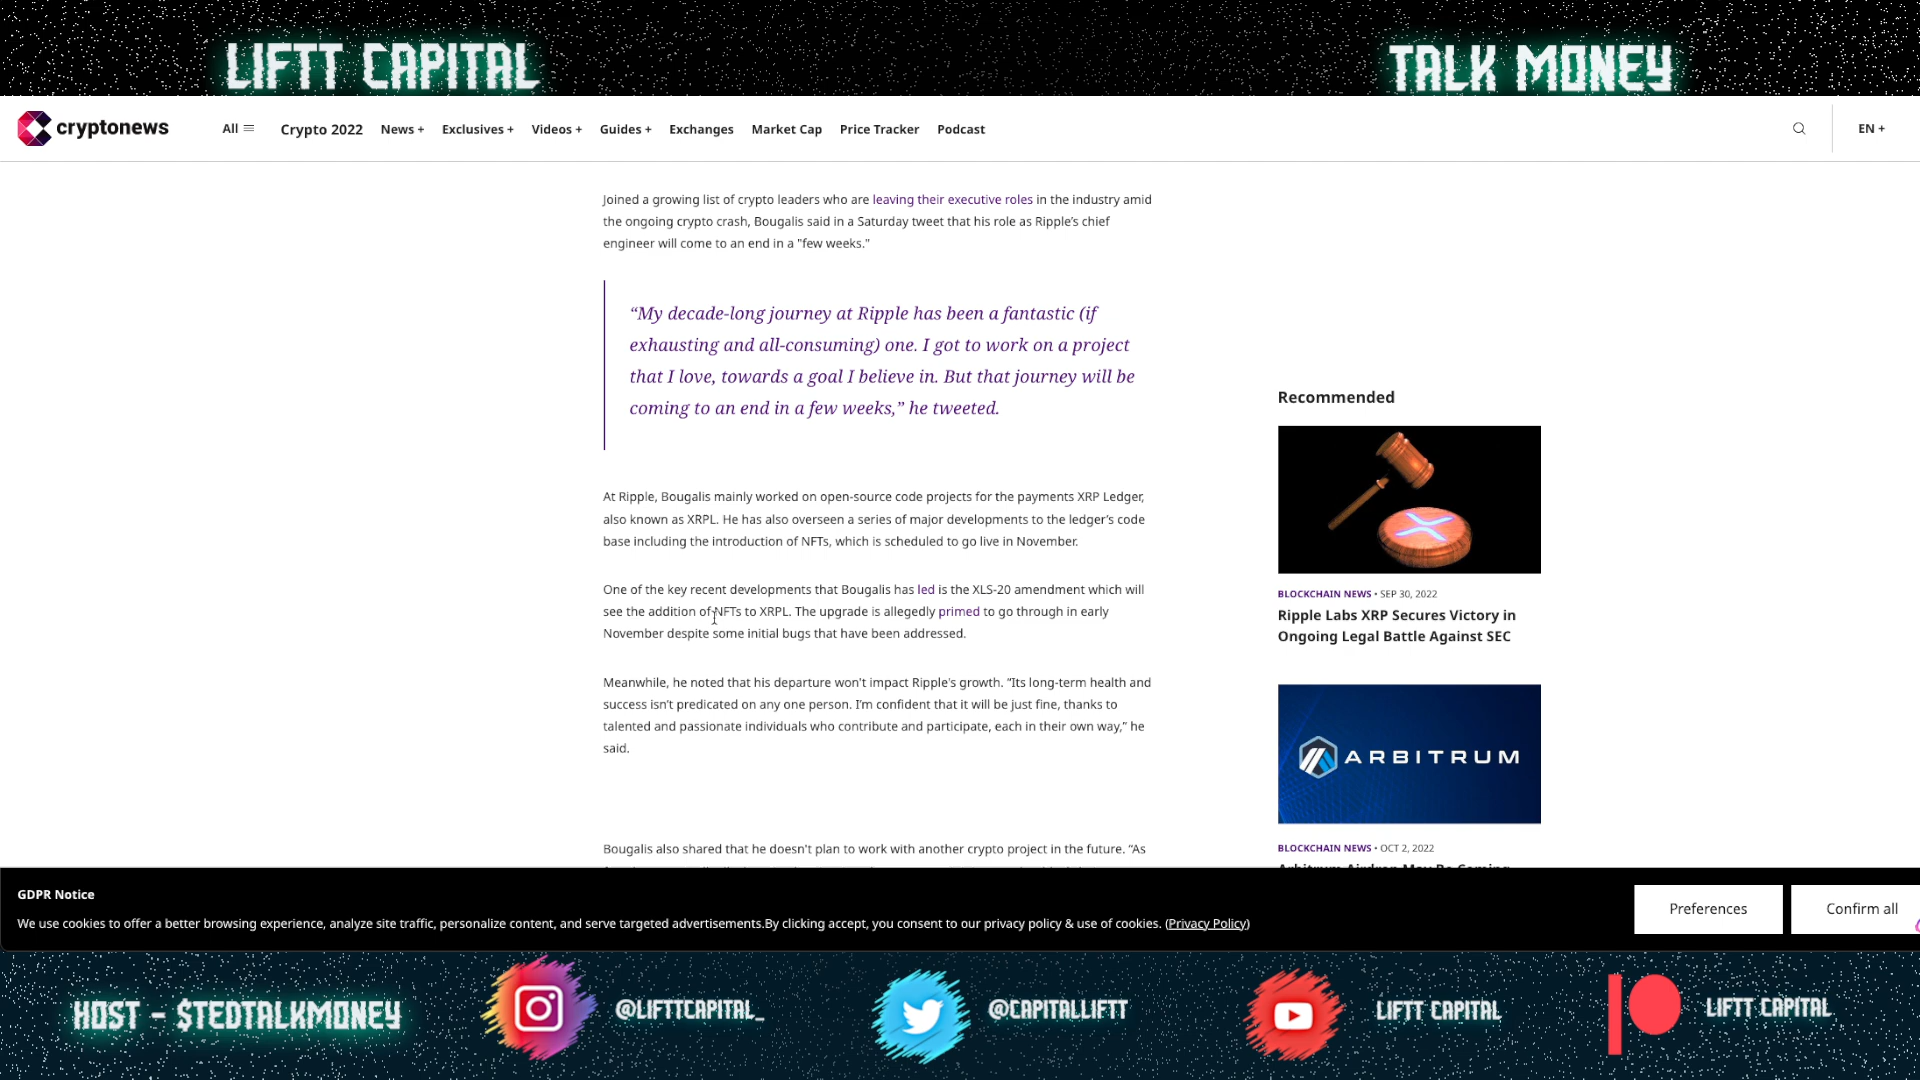 LIFTT CAPITAL
TALK MONEY
cryptonews
All
Crypto 2022
News +
Exclusives +
Videos +
Guides +
Exchanges
Market Cap
Price Tracker
Podcast
EN +
Joined a growing list of crypto leaders who are leaving their executive roles in the industry amid
the ongoing crypto crash, Bougalis said in a Saturday tweet that his role as Ripple’s chief
engineer will come to an end in a "few weeks."
“My decade-long journey at Ripple has been a fantastic (if
exhausting and all-consuming) one. I got to work on a project
that I love, towards a goal I believe in. But that journey will be
coming to an end in a few weeks,” he tweeted.
At Ripple, Bougalis mainly worked on open-source code projects for the payments XRP Ledger,
also known as XRPL. He has also overseen a series of major developments to the ledger’s code
base including the introduction of NFTs, which is scheduled to go live in November.
One of the key recent developments that Bougalis has led is the XLS-20 amendment which will
see the addition of NFTs to XRPL. The upgrade is allegedly primed to go through in early
November despite some initial bugs that have been addressed.
Meanwhile, he noted that his departure won't impact Ripple's growth. “Its long-term health and
success isn’t predicated on any one person. I’m confident that it will be just fine, thanks to
talented and passionate individuals who contribute and participate, each in their own way,” he
said.
Bougalis also shared that he doesn't plan to work with another crypto project in the future. “As
Recommended
BLOCKCHAIN NEWS • SEP 30, 2022
Ripple Labs XRP Secures Victory in
Ongoing Legal Battle Against SEC
ARBITRUM
BLOCKCHAIN NEWS • OCT 2, 2022
Arbitrum Airdrop May Be Coming
GDPR Notice
We use cookies to offer a better browsing experience, analyze site traffic, personalize content, and serve targeted advertisements.By clicking accept, you consent to our privacy policy & use of cookies. (Privacy Policy)
Preferences
Confirm all
HOST - $TEDTALKMONEY
@LIFTTCAPITAL_
@CAPITALLIFTT
LIFTT CAPITAL
LIFTT CAPITAL